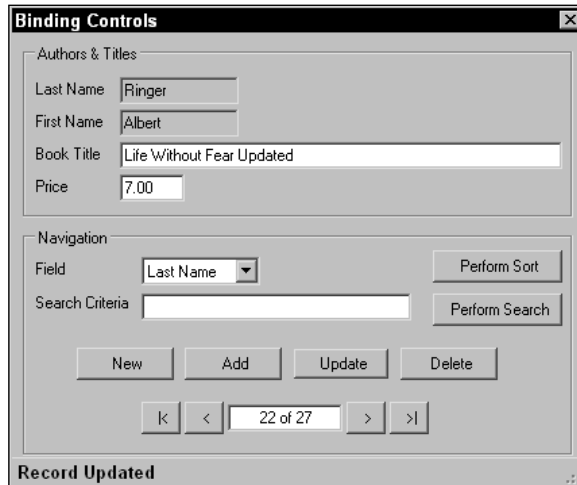 Binding Controls
Authors & Titles
Last Name Ringer
First Name Albert
Book Title Life Without Fear Updated
Price 7.00
Navigation
Field Last Name Perform Sort
Search Criteria Perform Search
New Add Update Delete
|< < 22 of 27 > >|
Record Updated